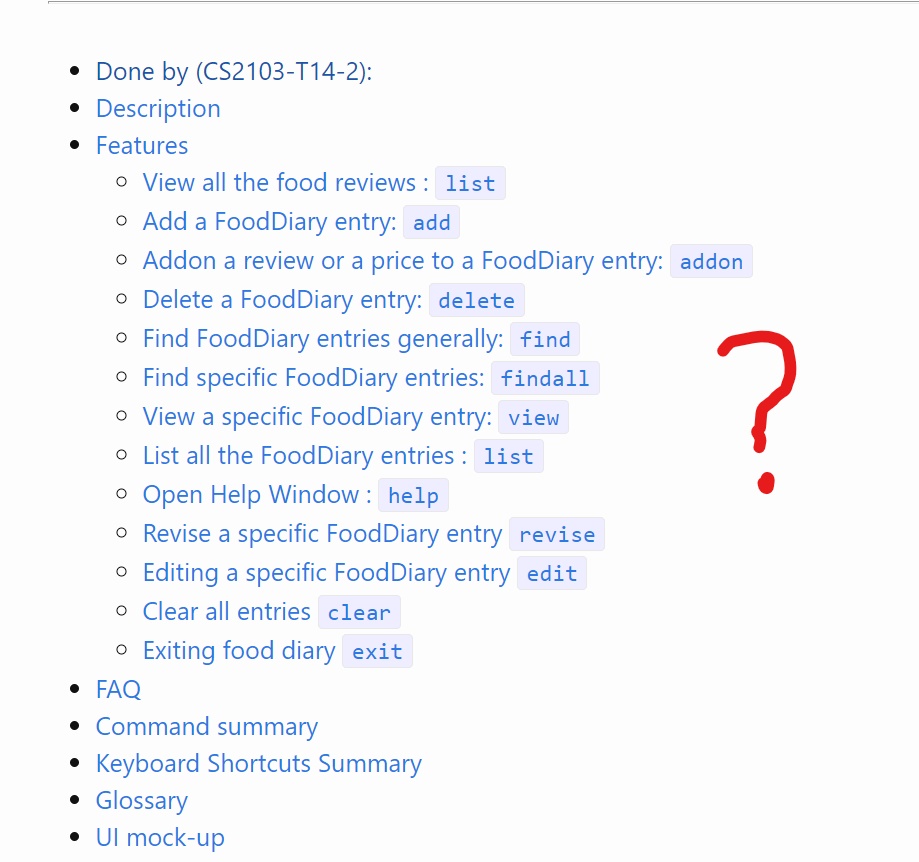 Done by (CS2103-T14-2):
Description
Features
View all the food reviews : list
Add a FoodDiary entry: add
Addon a review or a price to a FoodDiary entry: addon
Delete a FoodDiary entry: delete
Find FoodDiary entries generally: find
Find specific FoodDiary entries: findall
View a specific FoodDiary entry: view
List all the FoodDiary entries : list
Open Help Window : help
Revise a specific FoodDiary entry revise
Editing a specific FoodDiary entry edit
Clear all entries clear
Exiting food diary exit
FAQ
Command summary
Keyboard Shortcuts Summary
Glossary
UI mock-up
?